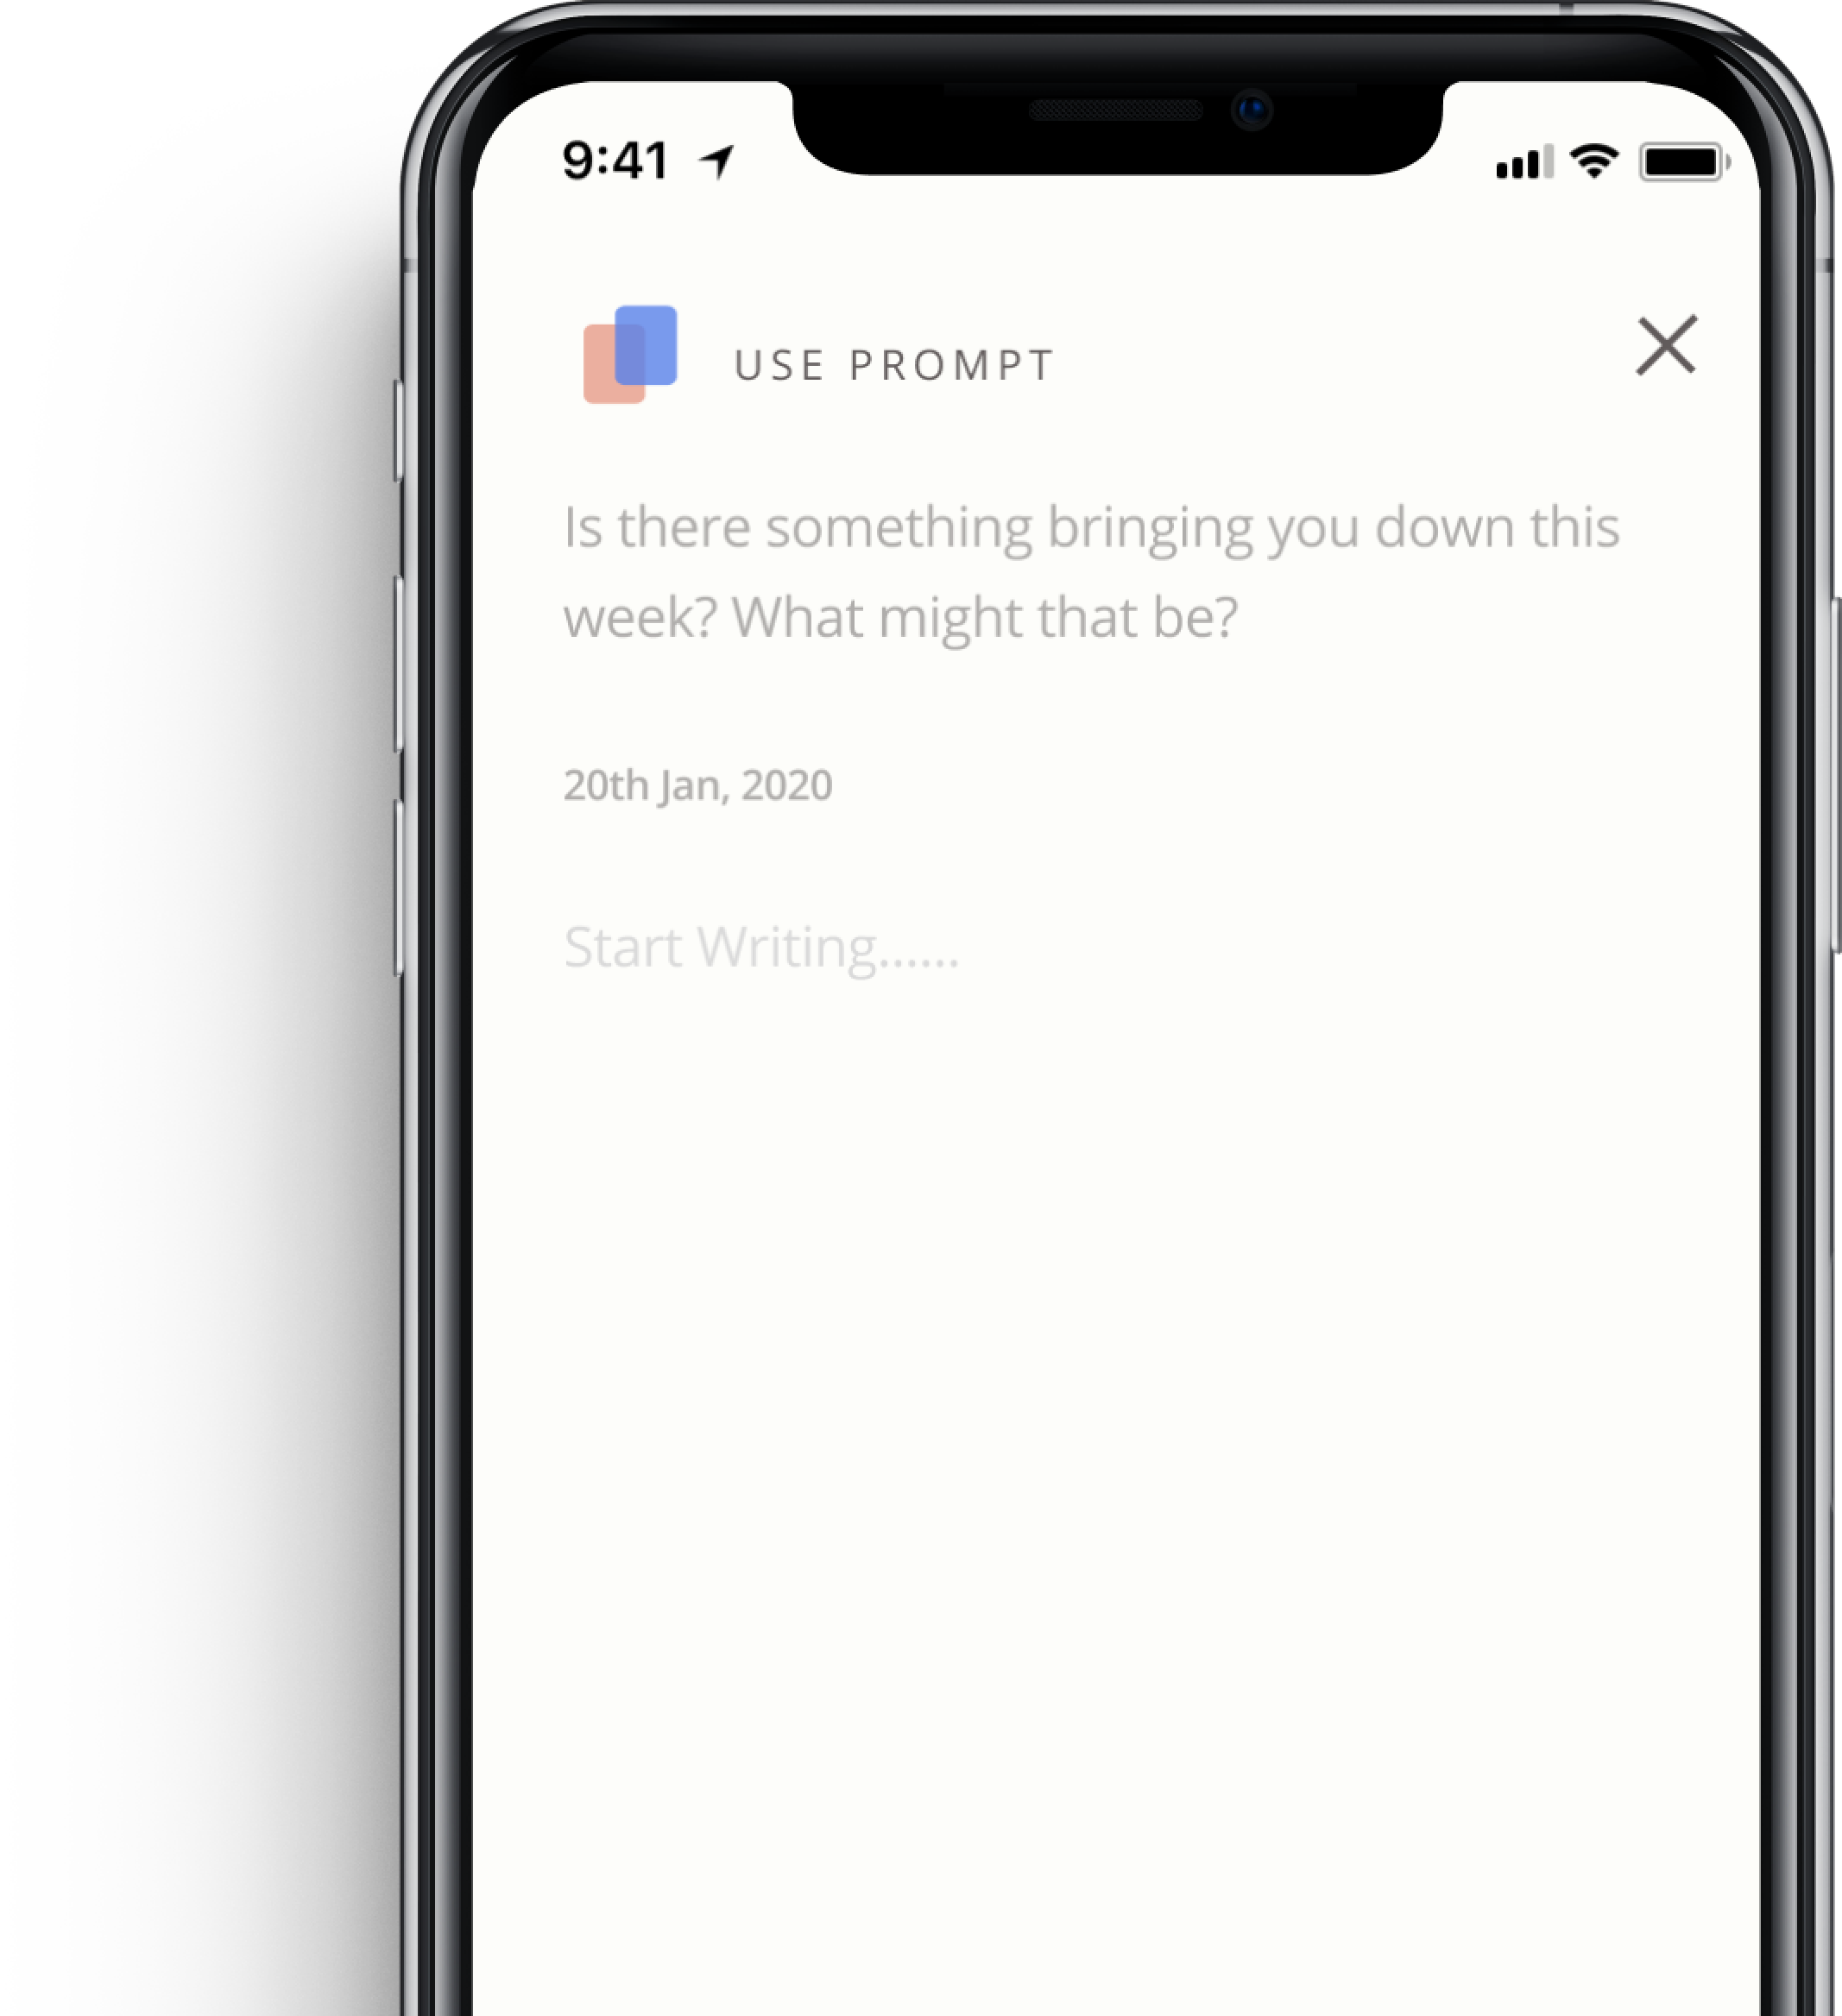 9:41
USE PROMPT
Is there something bringing you down this
week? What might that be?
20th Jan, 2020
Start Writing......